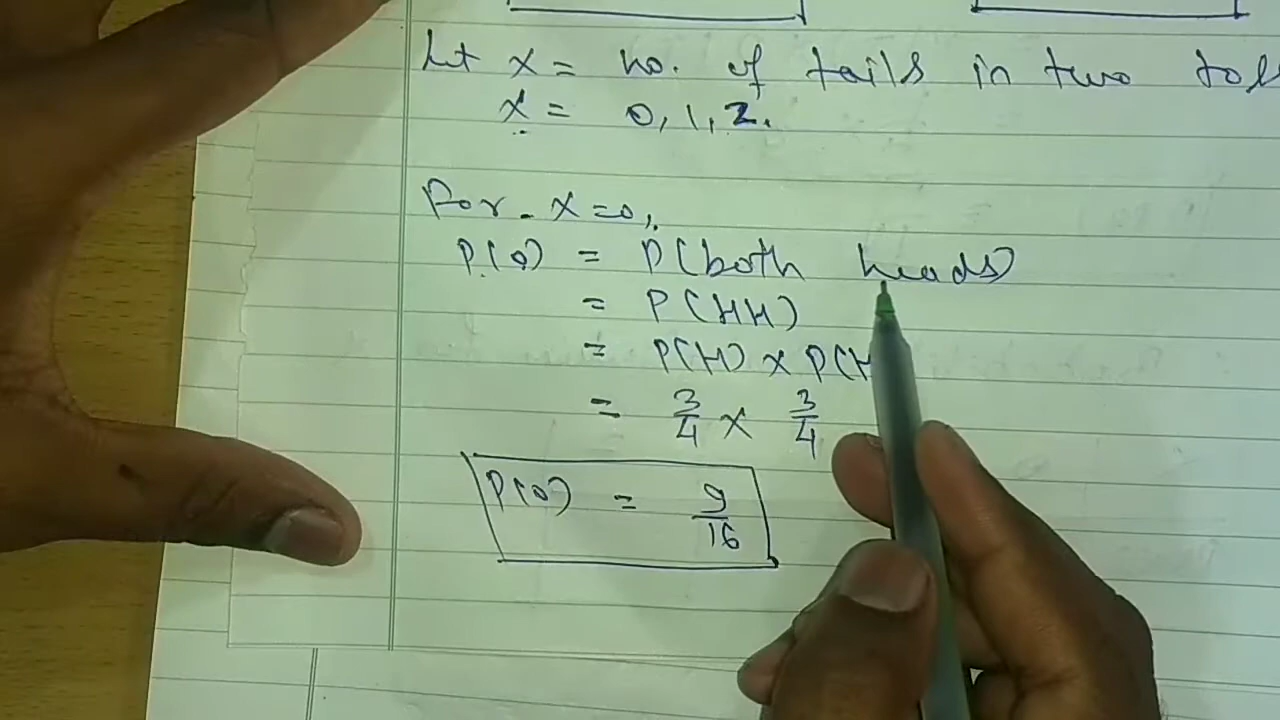 Let X = no. of tails in two
X = 0, 1, 2.
For X = 0,
P(0) = P(both heads)
= P(HH)
= P(H) × P(H
= 3/4 × 3/4
P(0) = 9/16